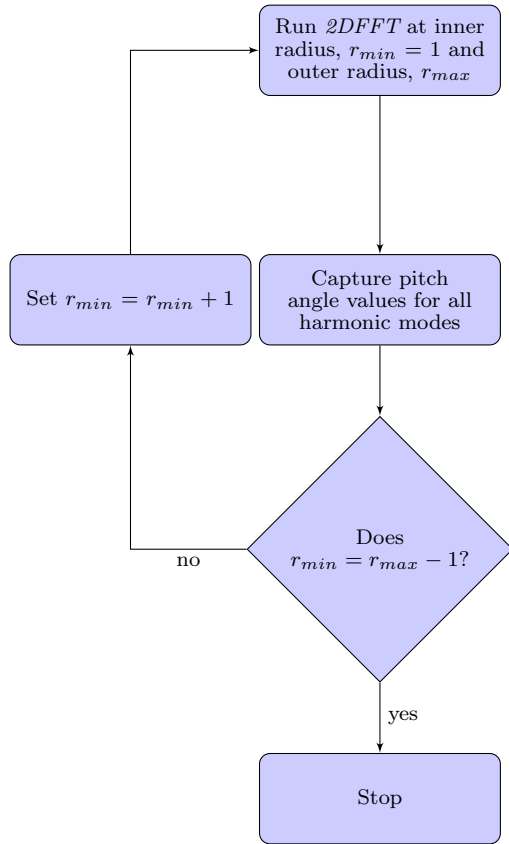 Run 2DFFT at inner
radius, r_min = 1 and
outer radius, r_max
Set r_min = r_min + 1
Capture pitch
angle values for all
harmonic modes
Does
r_min = r_max − 1?
no
yes
Stop